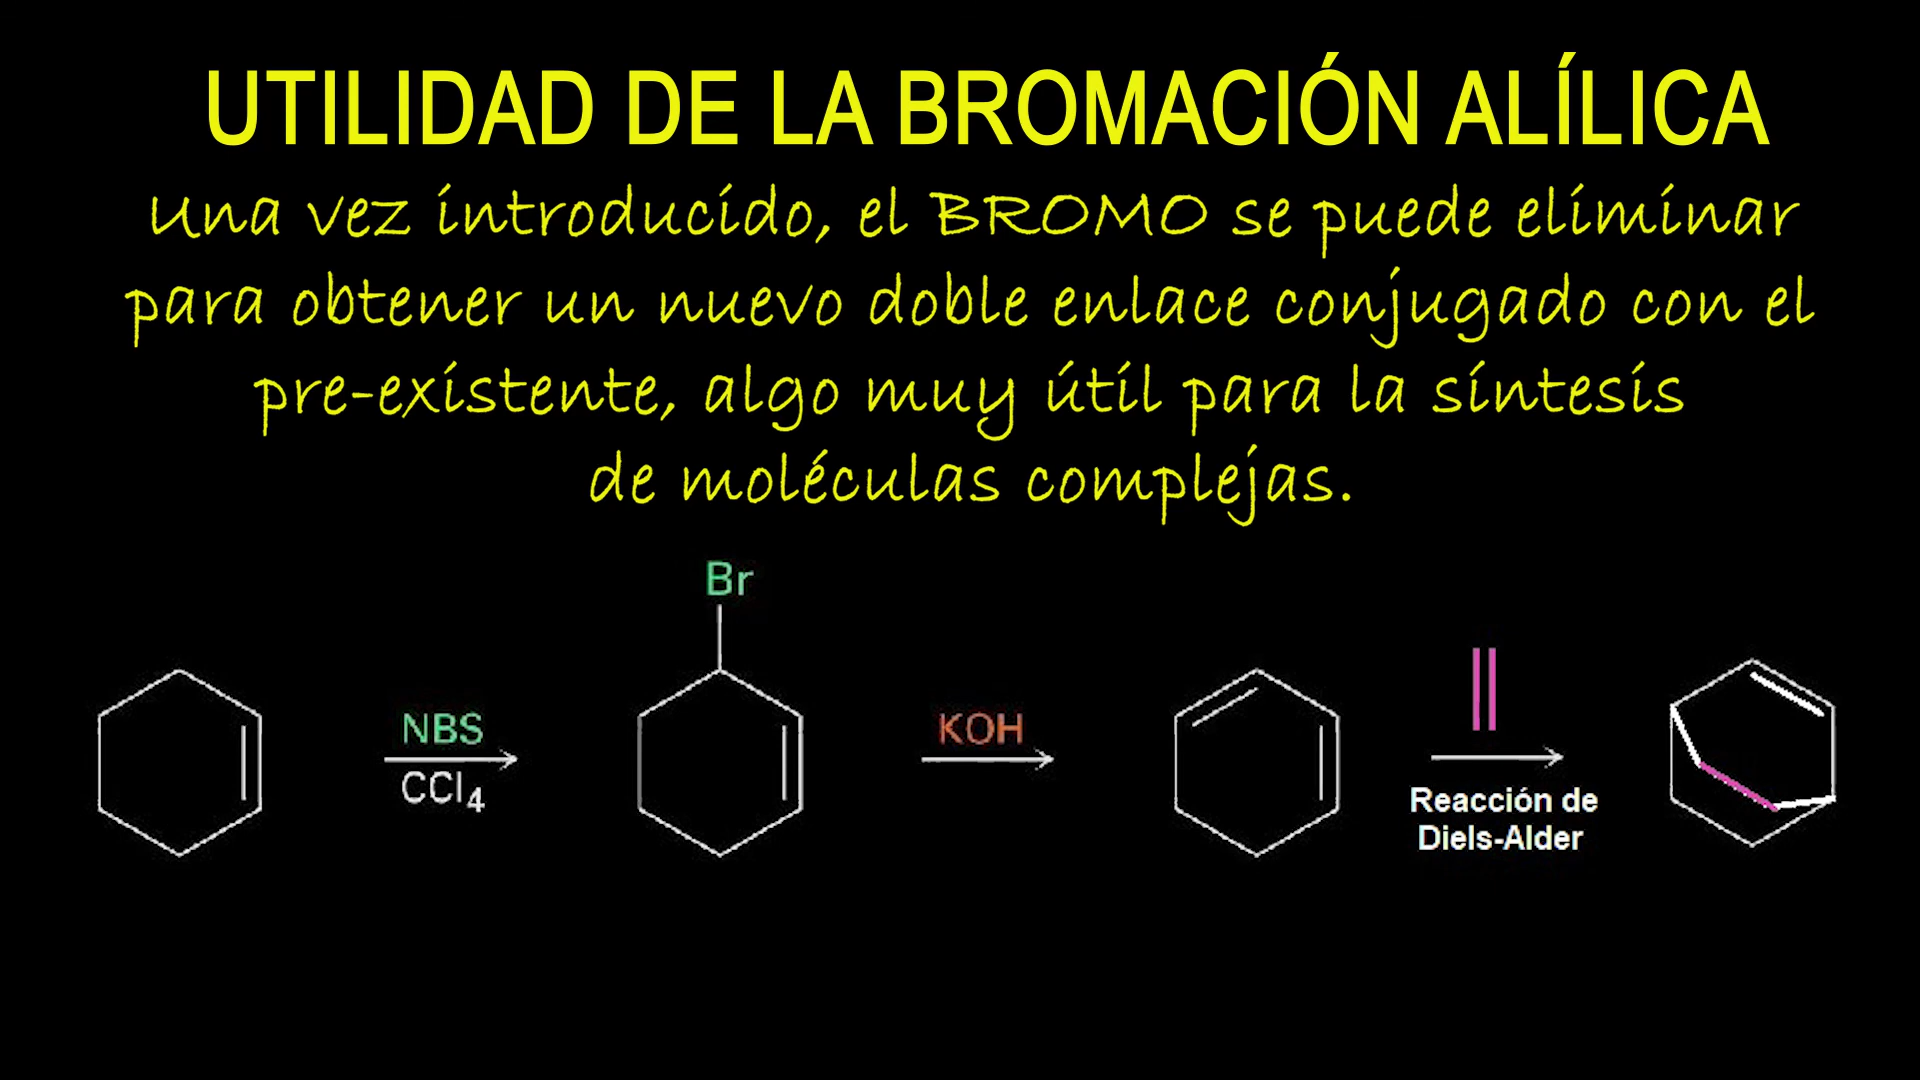 UTILIDAD DE LA BROMACIÓN ALÍLICA
Una vez introducido, el BROMO se puede eliminar
para obtener un nuevo doble enlace conjugado con el
pre-existente, algo muy útil para la síntesis
de moléculas complejas.
Br
NBS
CCl4
KOH
Reacción de
Diels-Alder